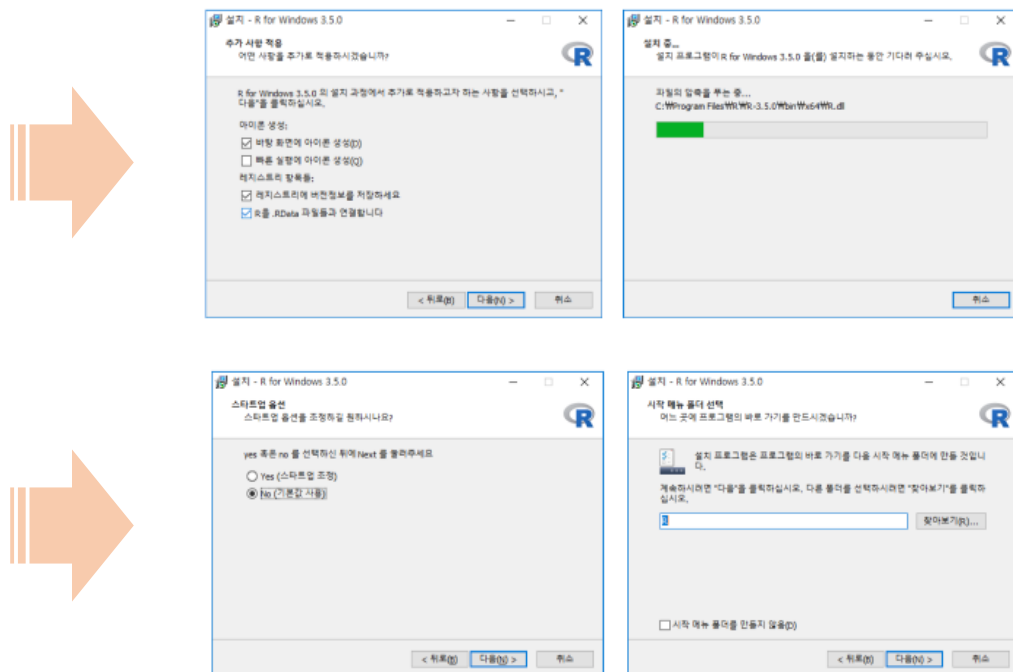 설치 - R for Windows 3.5.0
추가 사항 적용
어떤 사항을 추가로 적용하시겠습니까?
R for Windows 3.5.0 의 설치 과정에서 추가로 적용하고자 하는 사항을 선택하시고, "
다음"을 클릭하십시오.
아이콘 생성:
바탕 화면에 아이콘 생성(D)
빠른 실행에 아이콘 생성(Q)
레지스트리 항목들:
레지스트리에 버전정보를 저장하세요
R을 .RData 파일들과 연결합니다
< 뒤로(B)
다음(N) >
취소
설치 - R for Windows 3.5.0
설치 중...
설치 프로그램이 R for Windows 3.5.0 을(를) 설치하는 동안 기다려 주십시오.
파일의 압축을 푸는 중...
C:₩Program Files₩R₩R-3.5.0₩bin₩x64₩R.dll
취소
설치 - R for Windows 3.5.0
스타트업 옵션
스타트업 옵션을 조정하길 원하시나요?
yes 혹은 no 를 선택하신 뒤에 Next 를 눌러주세요
Yes (스타트업 조정)
No (기본값 사용)
< 뒤로(B)
다음(N) >
취소
설치 - R for Windows 3.5.0
시작 메뉴 폴더 선택
어느 곳에 프로그램의 바로 가기를 만드시겠습니까?
설치 프로그램은 프로그램의 바로 가기를 다음 시작 메뉴 폴더에 만들 것입니
다.
계속하시려면 "다음"을 클릭하십시오. 다른 폴더를 선택하시려면 "찾아보기"를 클릭하
십시오.
R
찾아보기(R)...
시작 메뉴 폴더를 만들지 않음(D)
< 뒤로(B)
다음(N) >
취소